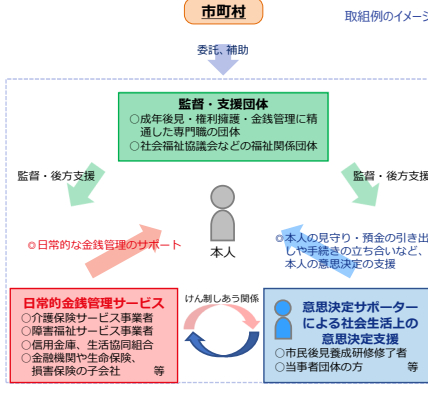 市町村
取組例のイメージ
委託、補助
監督・支援団体
○成年後見・権利擁護・金銭管理に精
通した専門職の団体
○社会福祉協議会などの福祉関係団体
監督・後方支援
監督・後方支援
本人
◎日常的な金銭管理のサポート
◎本人の見守り・預金の引き出
しや手続きの立ち合いなど、
本人の意思決定の支援
日常的金銭管理サービス
○介護保険サービス事業者
○障害福祉サービス事業者
○信用金庫、生活協同組合
○金融機関や生命保険、
損害保険の子会社 等
けん制しあう関係
意思決定サポーター
による社会生活上の
意思決定支援
○市民後見養成研修修了者
○当事者団体の方 等